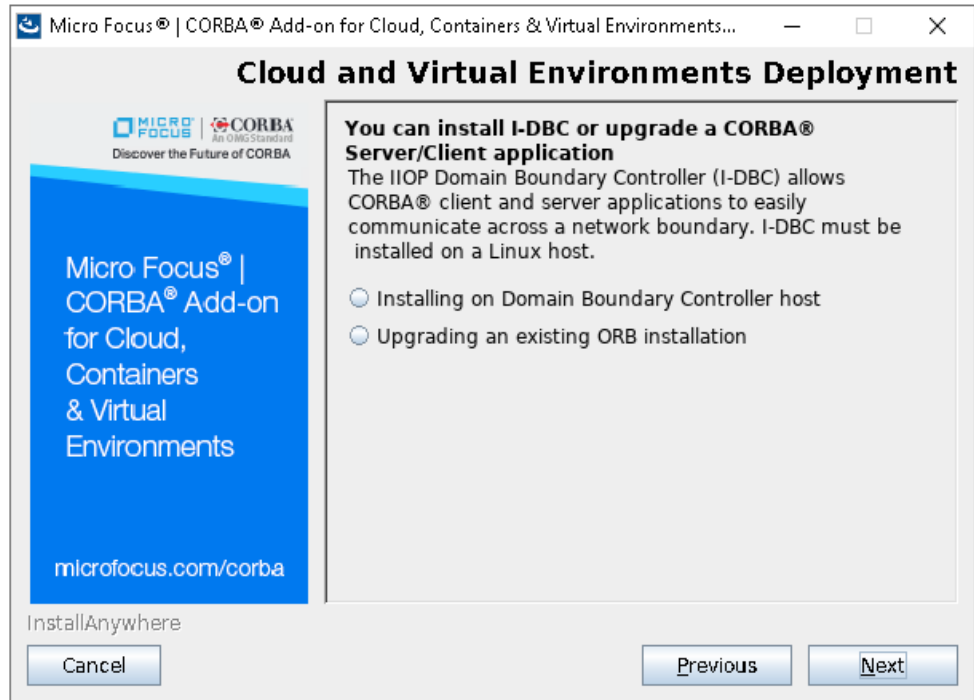 Micro Focus® | CORBA® Add-on for Cloud, Containers & Virtual Environments...
Cloud and Virtual Environments Deployment
MICRO FOCUS | CORBA
An OMG Standard
Discover the Future of CORBA
Micro Focus® |
CORBA® Add-on
for Cloud,
Containers
& Virtual
Environments
microfocus.com/corba
You can install I-DBC or upgrade a CORBA®
Server/Client application
The IIOP Domain Boundary Controller (I-DBC) allows
CORBA® client and server applications to easily
communicate across a network boundary. I-DBC must be
installed on a Linux host.
Installing on Domain Boundary Controller host
Upgrading an existing ORB installation
InstallAnywhere
Cancel
Previous
Next